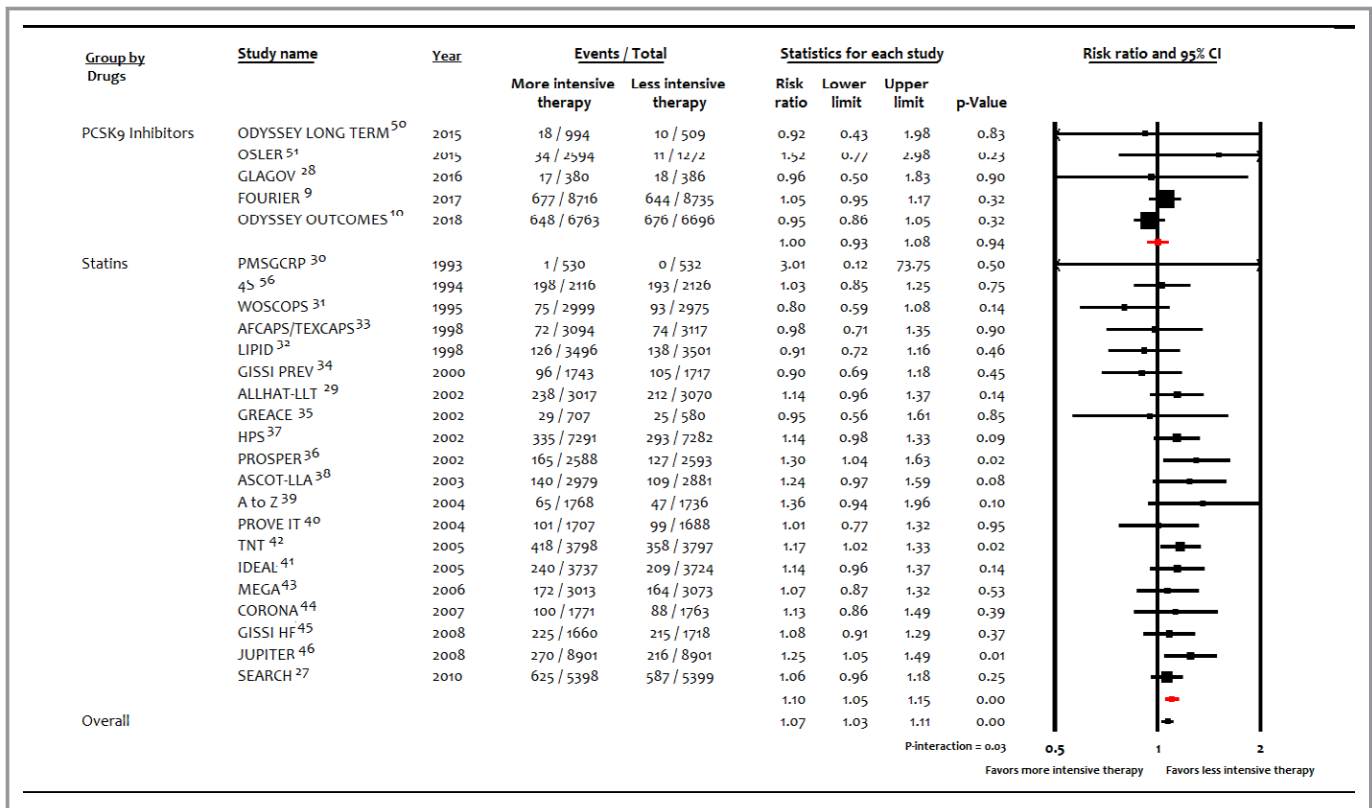 Group by Study name Year Events / Total Statistics for each study Risk ratio and 95% CI
Drugs
More intensive Less intensive Risk Lower Upper
therapy therapy ratio limit limit p-Value
PCSK9 Inhibitors ODYSSEY LONG TERM 50 2015 18 / 994 10 / 509 0.92 0.43 1.98 0.83
OSLER 51 2015 34 / 2594 11 / 1272 1.52 0.77 2.98 0.23
GLAGOV 28 2016 17 / 380 18 / 386 0.96 0.50 1.83 0.90
FOURIER 9 2017 677 / 8716 644 / 8735 1.05 0.95 1.17 0.32
ODYSSEY OUTCOMES 10 2018 648 / 6763 676 / 6696 0.95 0.86 1.05 0.32
1.00 0.93 1.08 0.94
Statins PMSGCRP 30 1993 1 / 530 0 / 532 3.01 0.12 73.75 0.50
4S 56 1994 198 / 2116 193 / 2126 1.03 0.85 1.25 0.75
WOSCOPS 31 1995 75 / 2999 93 / 2975 0.80 0.59 1.08 0.14
AFCAPS/TEXCAPS 33 1998 72 / 3094 74 / 3117 0.98 0.71 1.35 0.90
LIPID 32 1998 126 / 3496 138 / 3501 0.91 0.72 1.16 0.46
GISSI PREV 34 2000 96 / 1743 105 / 1717 0.90 0.69 1.18 0.45
ALLHAT-LLT 29 2002 238 / 3017 212 / 3070 1.14 0.96 1.37 0.14
GREACE 35 2002 29 / 707 25 / 580 0.95 0.56 1.61 0.85
HPS 37 2002 335 / 7291 293 / 7282 1.14 0.98 1.33 0.09
PROSPER 36 2002 165 / 2588 127 / 2593 1.30 1.04 1.63 0.02
ASCOT-LLA 38 2003 140 / 2979 109 / 2881 1.24 0.97 1.59 0.08
A to Z 39 2004 65 / 1768 47 / 1736 1.36 0.94 1.96 0.10
PROVE IT 40 2004 101 / 1707 99 / 1688 1.01 0.77 1.32 0.95
TNT 42 2005 418 / 3798 358 / 3797 1.17 1.02 1.33 0.02
IDEAL 41 2005 240 / 3737 209 / 3724 1.14 0.96 1.37 0.14
MEGA 43 2006 172 / 3013 164 / 3073 1.07 0.87 1.32 0.53
CORONA 44 2007 100 / 1771 88 / 1763 1.13 0.86 1.49 0.39
GISSI HF 45 2008 225 / 1660 215 / 1718 1.08 0.91 1.29 0.37
JUPITER 46 2008 270 / 8901 216 / 8901 1.25 1.05 1.49 0.01
SEARCH 27 2010 625 / 5398 587 / 5399 1.06 0.96 1.18 0.25
1.10 1.05 1.15 0.00
Overall 1.07 1.03 1.11 0.00
P-interaction = 0.03 0.5 1 2
Favors more intensive therapy Favors less intensive therapy